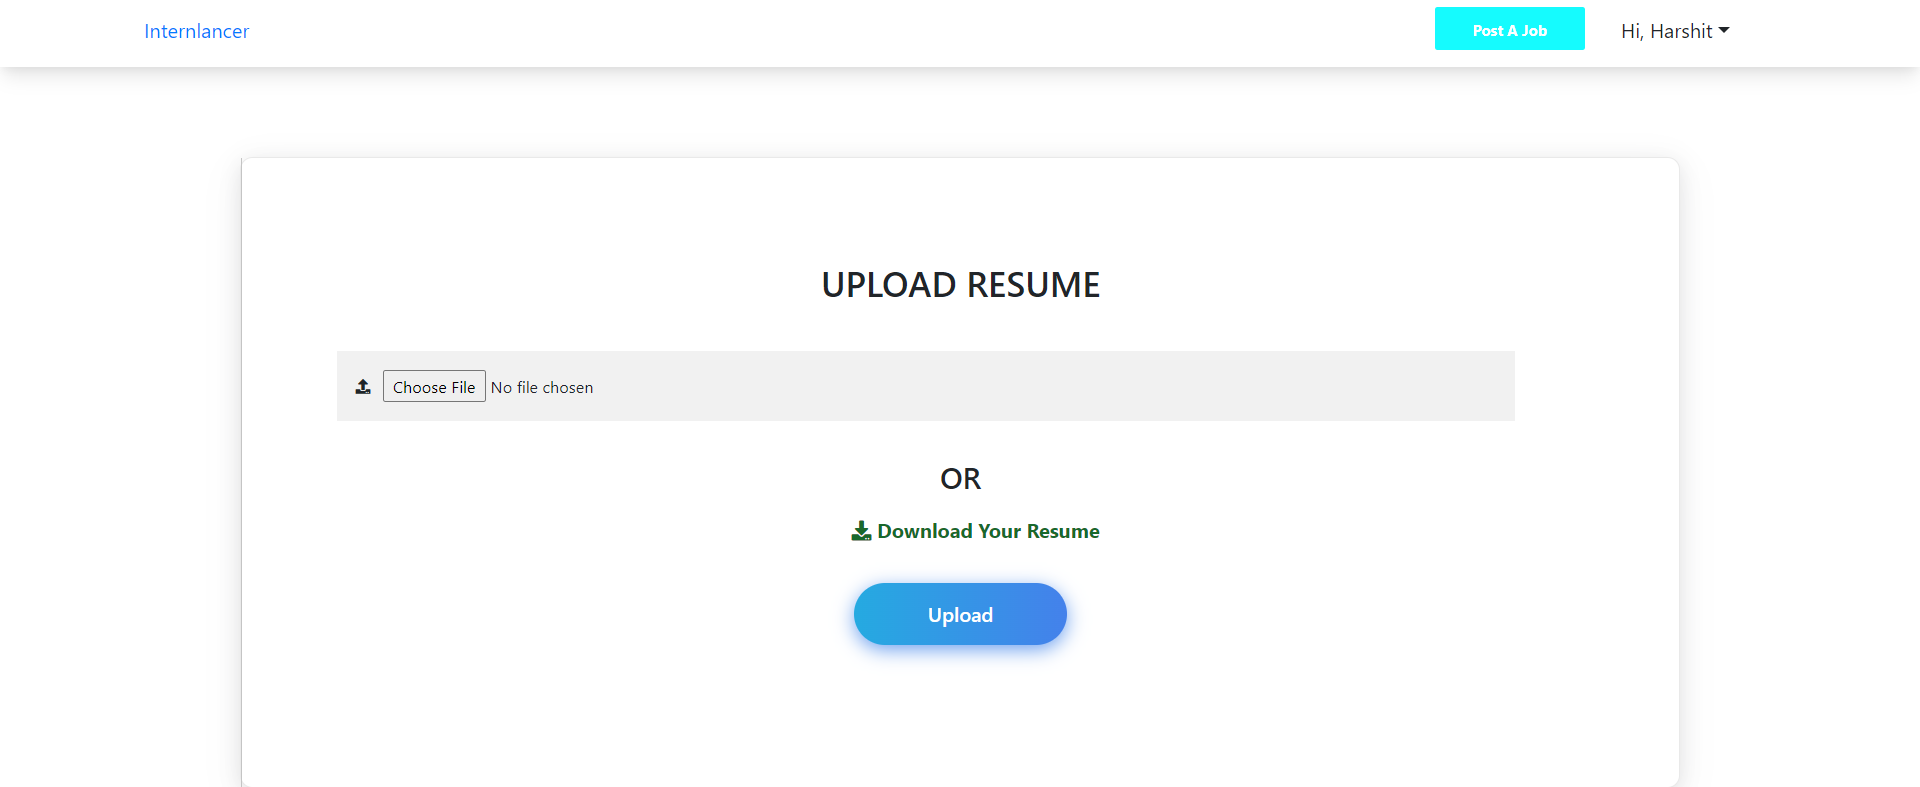 Internlancer
Post A Job
Hi, Harshit
UPLOAD RESUME
Choose File No file chosen
OR
Download Your Resume
Upload